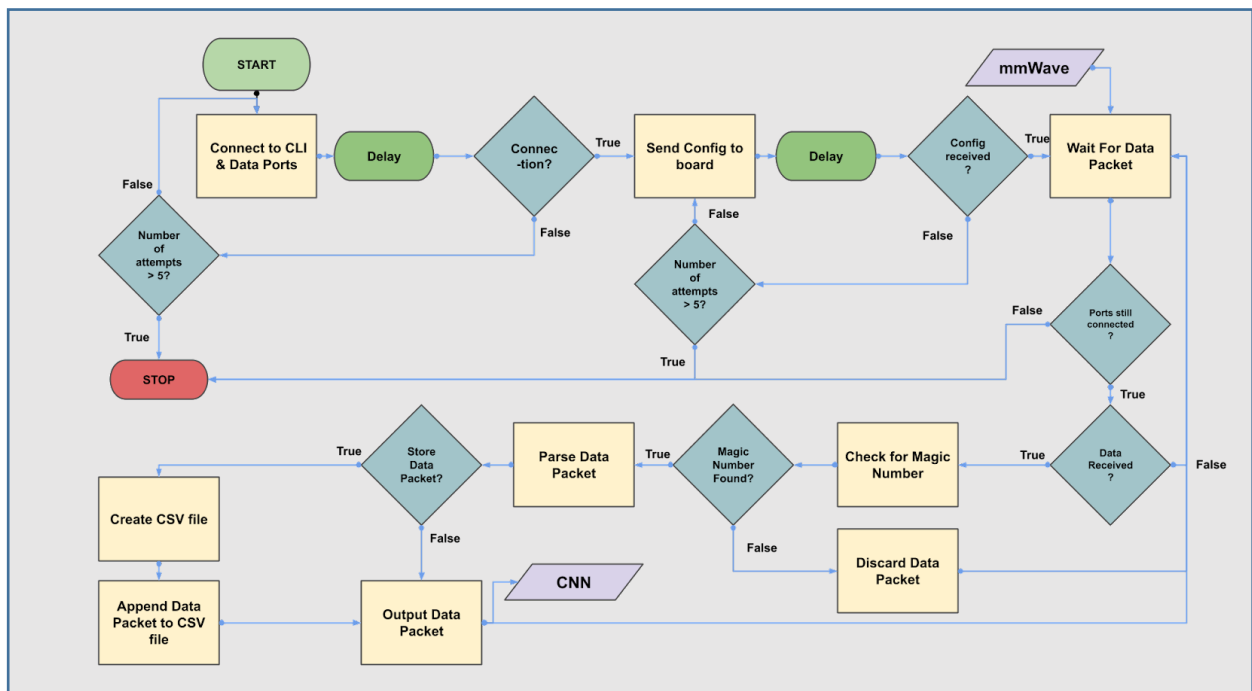 START
mmWave
Connect to CLI
& Data Ports
Delay
Connec
-tion?
True
Send Config to
board
Delay
Config
received
?
True
Wait For Data
Packet
False
Number
of
attempts
> 5?
False
False
Number
of
attempts
> 5?
False
False
Ports still
connected
?
True
True
STOP
True
Store
Data
Packet?
True
Parse Data
Packet
True
Magic
Number
Found?
Check for Magic
Number
True
Data
Received
?
False
Create CSV file
False
False
Discard Data
Packet
CNN
Append Data
Packet to CSV
file
Output Data
Packet